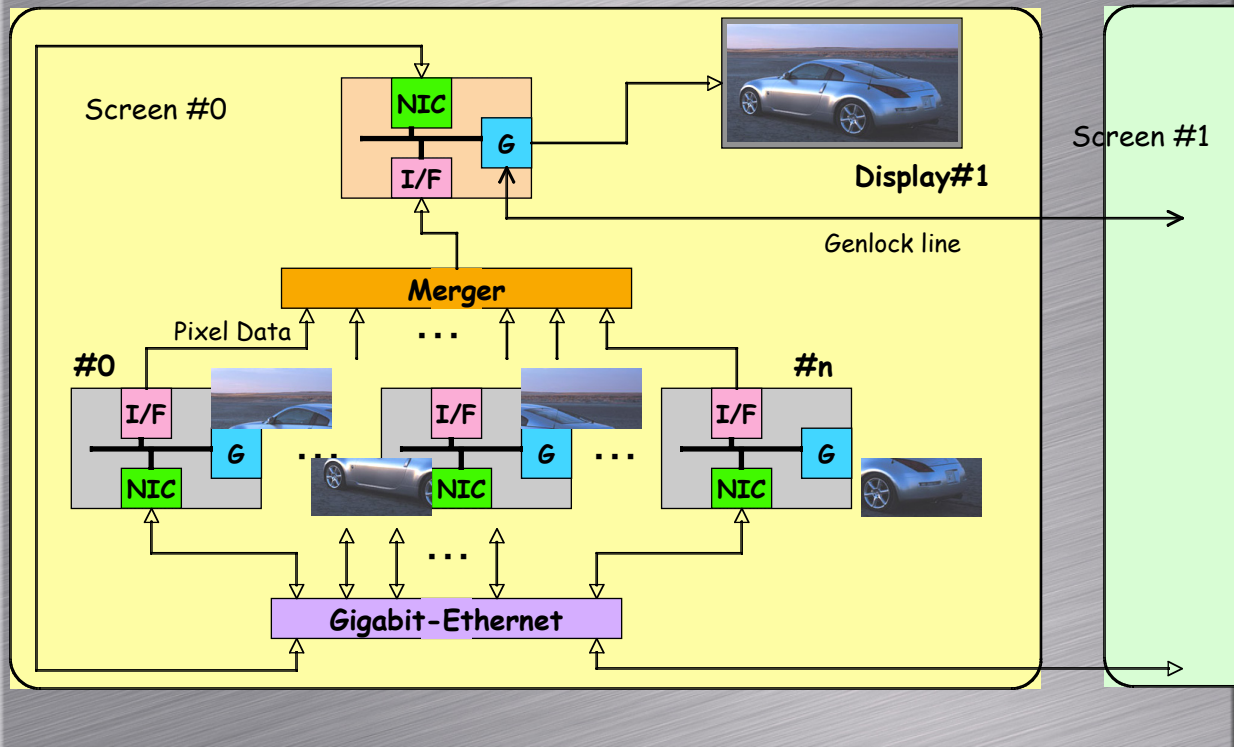 Screen #0
NIC
G
I/F
Display#1
Screen #1
Genlock line
Merger
Pixel Data
...
#0
#n
I/F
G
NIC
...
I/F
G
NIC
...
I/F
G
NIC
...
Gigabit-Ethernet